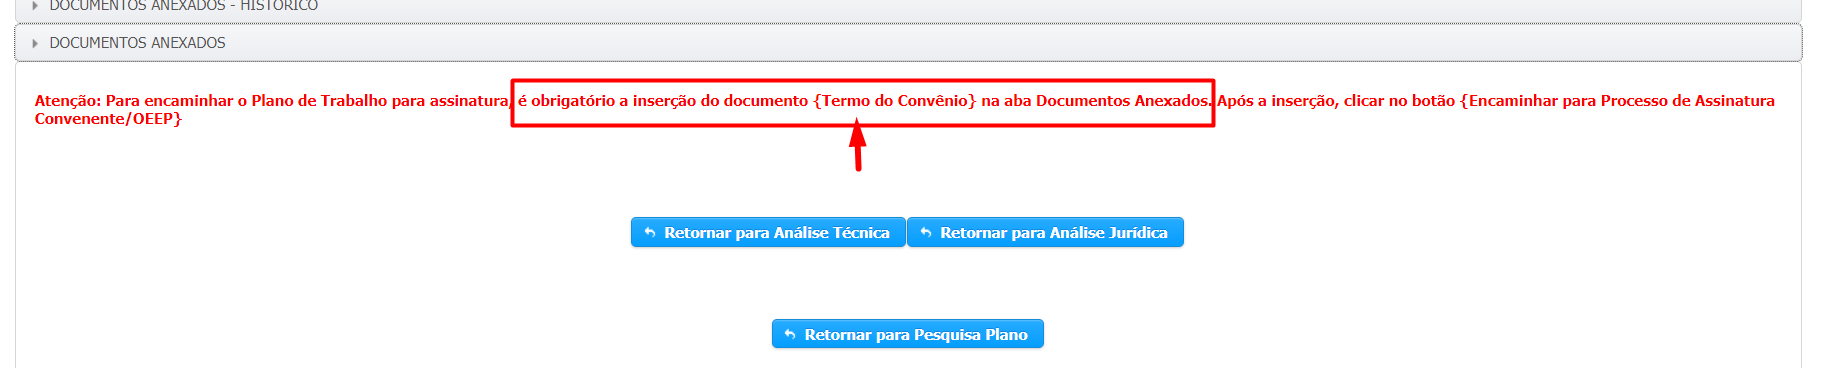 DOCUMENTOS ANEXADOS - HISTÓRICO
DOCUMENTOS ANEXADOS
Atenção: Para encaminhar o Plano de Trabalho para assinatura, é obrigatório a inserção do documento {Termo do Convênio} na aba Documentos Anexados. Após a inserção, clicar no botão {Encaminhar para Processo de Assinatura
Convenente/OEEP}
Retornar para Análise Técnica Retornar para Análise Jurídica
Retornar para Pesquisa Plano